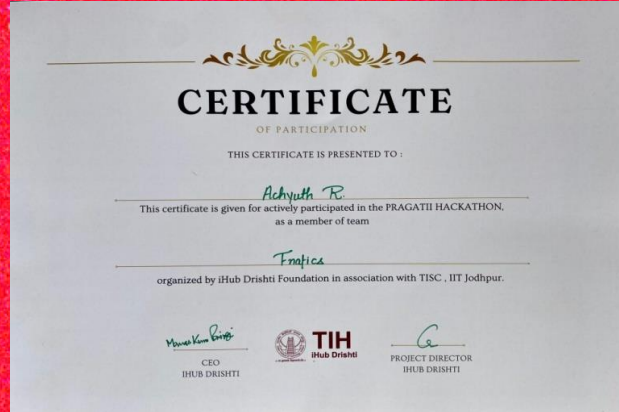 CERTIFICATE
OF PARTICIPATION
THIS CERTIFICATE IS PRESENTED TO :
Achyuth R.
This certificate is given for actively participated in the PRAGATII HACKATHON,
as a member of team
organized by iHub Drishti Foundation in association with TISC , IIT Jodhpur.
TIH
iHub Drishti
CEO
IHUB DRISHTI
PROJECT DIRECTOR
IHUB DRISHTI